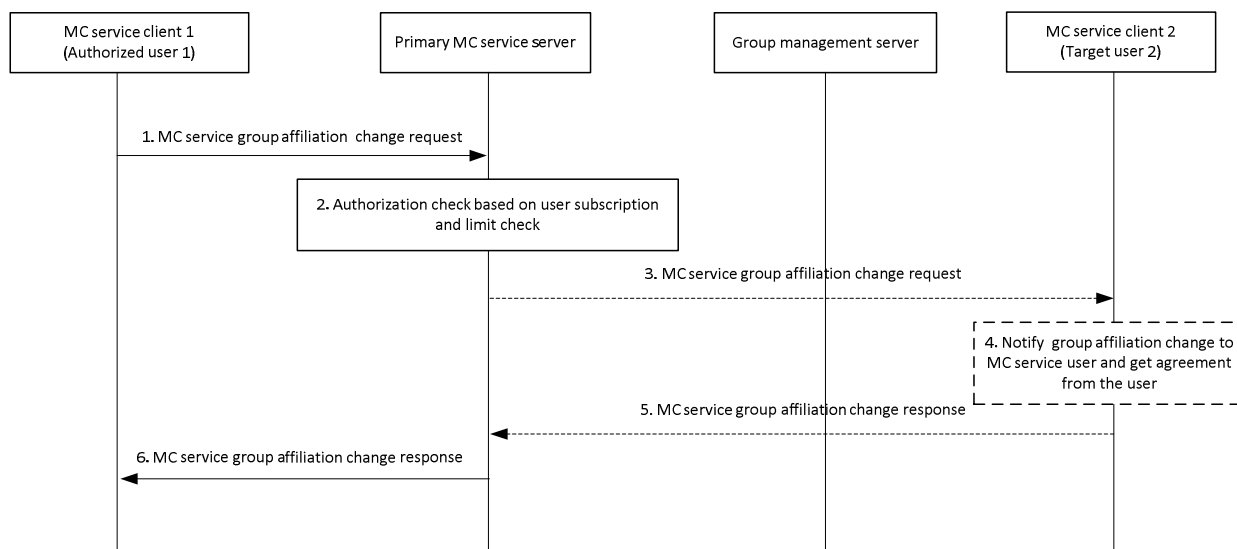 MC service client 1
(Authorized user 1)
Primary MC service server
Group management server
MC service client 2
(Target user 2)
1. MC service group affiliation change request
2. Authorization check based on user subscription
and limit check
3. MC service group affiliation change request
4. Notify group affiliation change to
MC service user and get agreement
from the user
5. MC service group affiliation change response
6. MC service group affiliation change response